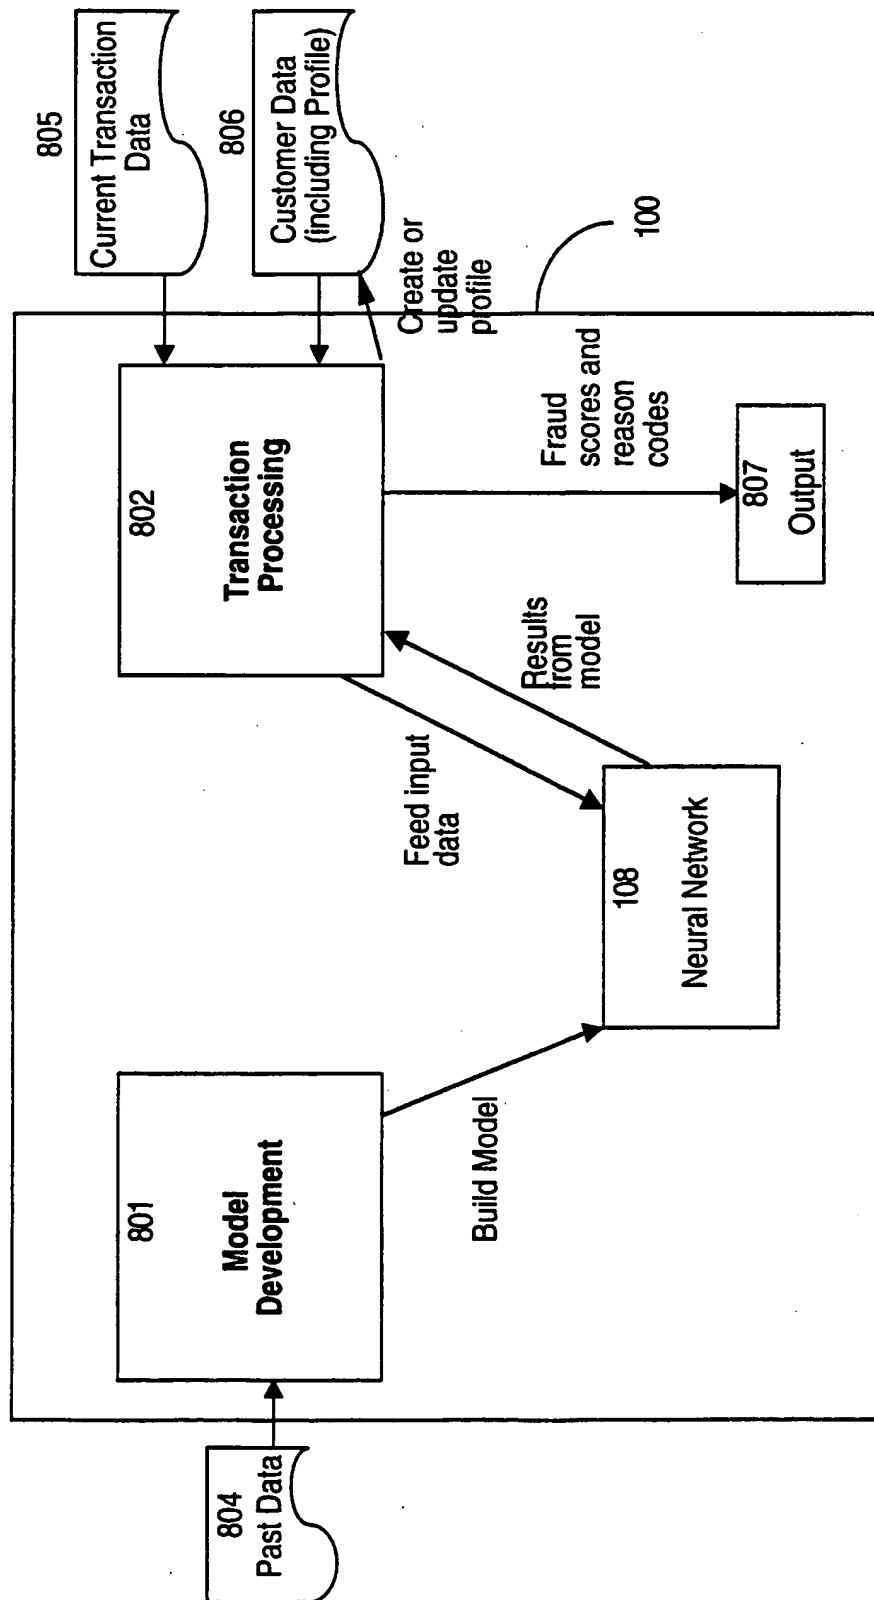 804
Past Data
801
Model
Development
Build Model
108
Neural Network
Feed input
data
Results
from
model
802
Transaction
Processing
Fraud
scores and
reason
codes
807
Output
805
Current Transaction
Data
806
Customer Data
(including Profile)
Create or
update
profile
100